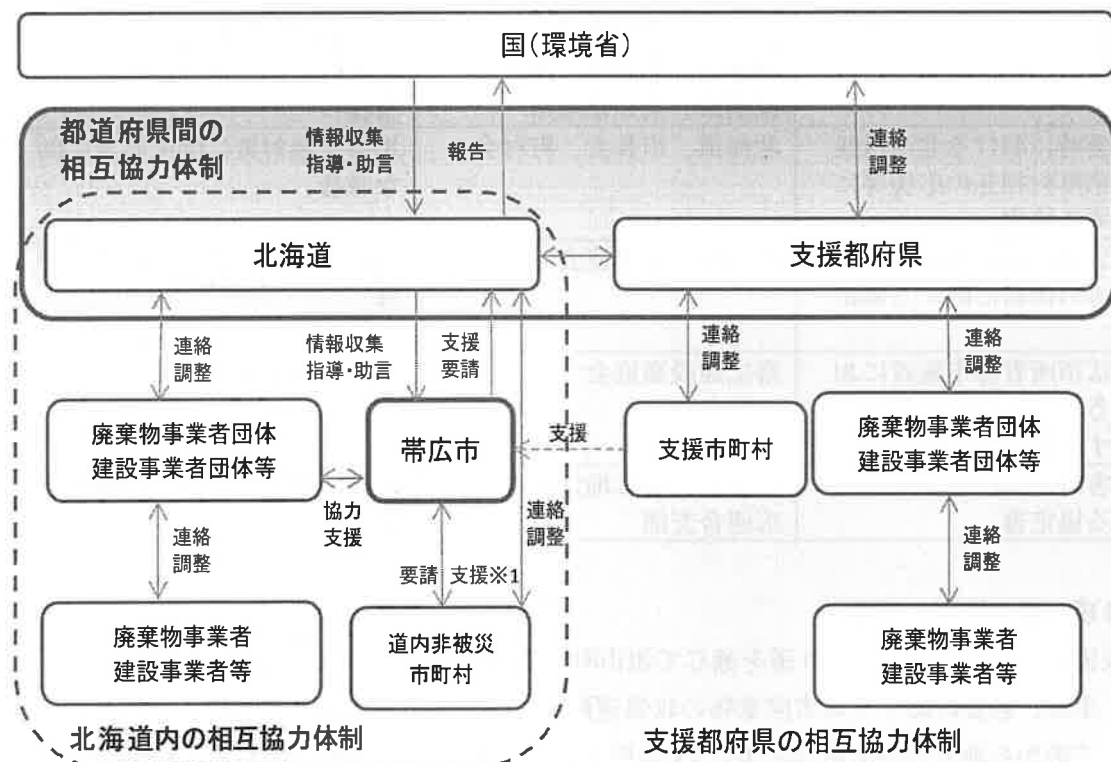 国（環境省）
都道府県間の
相互協力体制
情報収集
指導・助言
報告
連絡
調整
北海道
支援都府県
連絡
調整
情報収集
指導・助言
支援
要請
連絡
調整
連絡
調整
廃棄物事業者団体
建設事業者団体等
帯広市
支援
支援市町村
廃棄物事業者団体
建設事業者団体等
協力
支援
連絡
調整
連絡
調整
連絡
調整
要請
支援※1
廃棄物事業者
建設事業者等
道内非被災
市町村
廃棄物事業者
建設事業者等
北海道内の相互協力体制
支援都府県の相互協力体制